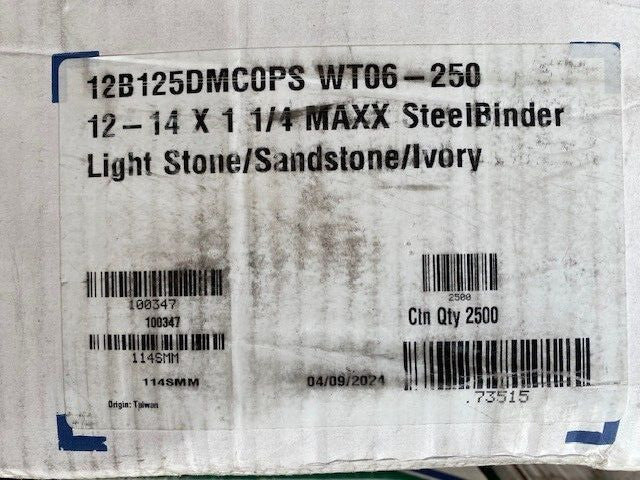 12B125DMC0PS WT06-250
12-14 X 1 1/4 MAXX SteelBinder
Light Stone/Sandstone/Ivory
100347
100347
114SMM
114SMM
Origin: Taiwan
04/09/2021
2500
Ctn Qty 2500
.73515